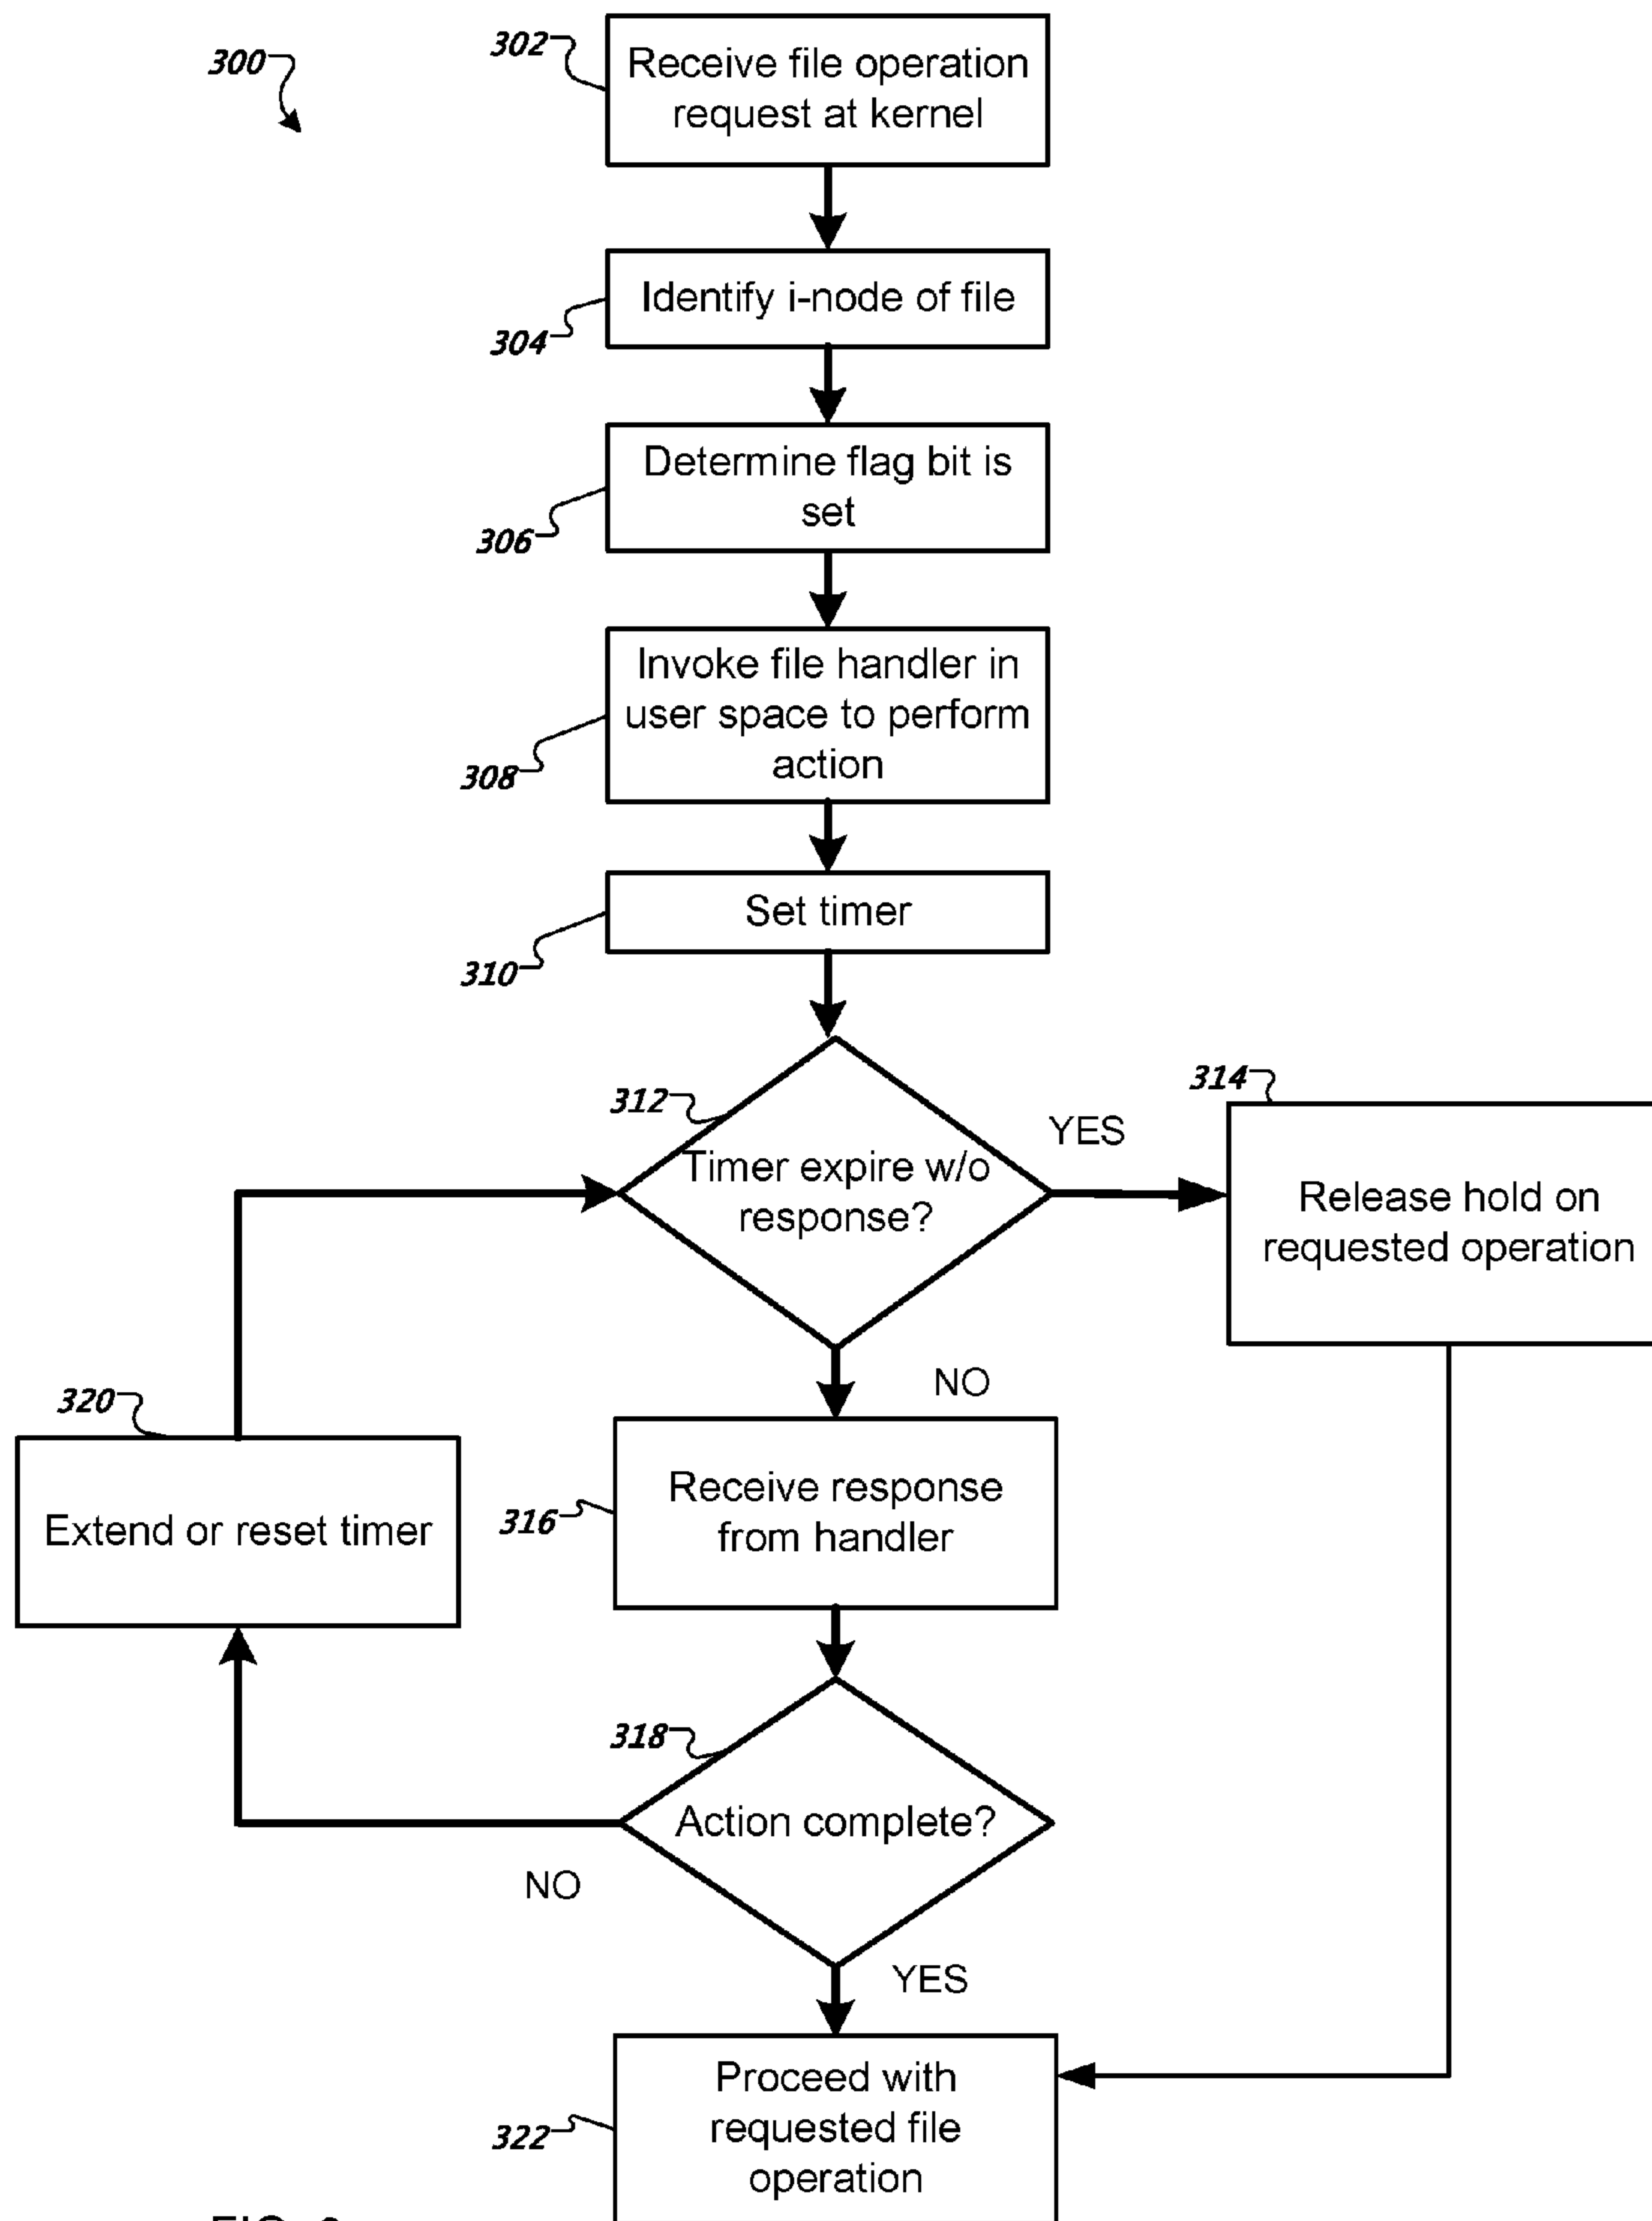 300
302
Receive file operation
request at kernel
304
Identify i-node of file
306
Determine flag bit is
set
308
Invoke file handler in
user space to perform
action
310
Set timer
312
Timer expire w/o
response?
YES
314
Release hold on
requested operation
NO
316
Receive response
from handler
318
Action complete?
NO
320
Extend or reset timer
YES
322
Proceed with
requested file
operation